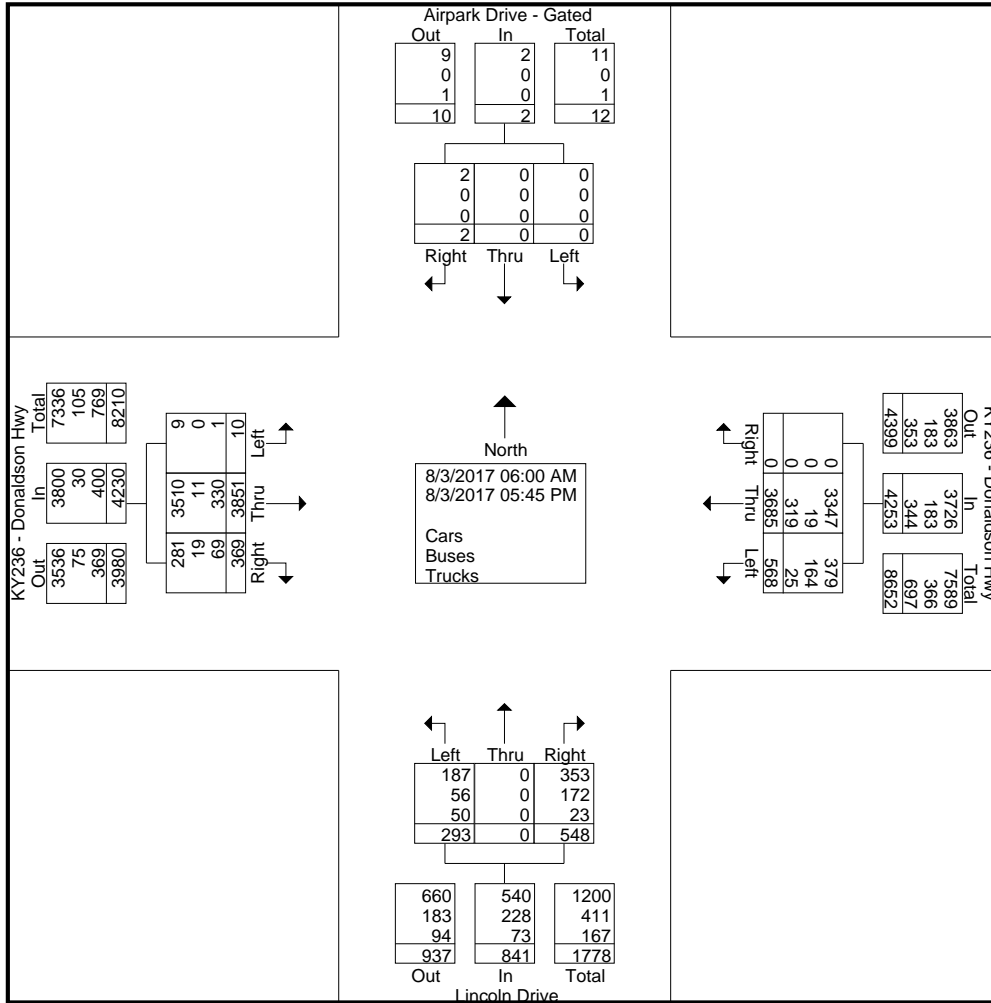 Airpark Drive - Gated
Out In Total
9 2 11
0 0 0
1 0 1
10 2 12
2 0 0
0 0 0
0 0 0
2 0 0
Right Thru Left
KY236 - Donaldson Hwy
Total In Out
7336 3800 3536
105 30 75
769 400 369
8210 4230 3980
9 3510 281
0 11 19
1 330 69
10 3851 369
Left Thru Right
North
8/3/2017 06:00 AM
8/3/2017 05:45 PM
Cars
Buses
Trucks
Right Thru Left
0 3685 568
0 319 25
0 19 164
0 3347 379
KY236 - Donaldson Hwy
Out In Total
3863 3726 7589
183 183 366
353 344 697
4399 4253 8652
Left Thru Right
187 0 353
56 0 172
50 0 23
293 0 548
660 540 1200
183 228 411
94 73 167
937 841 1778
Out In Total
Lincoln Drive